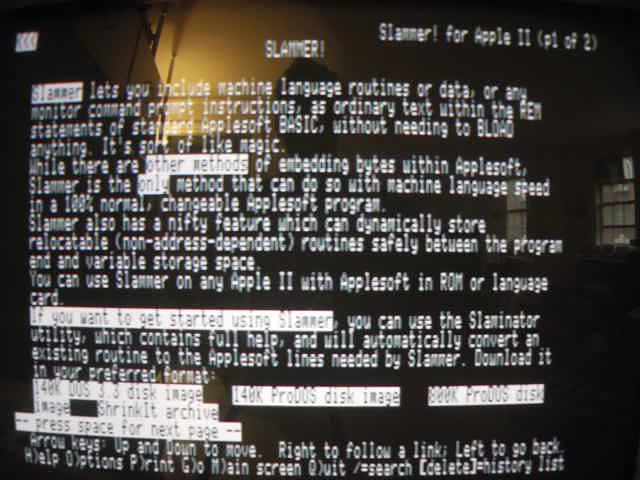 <<<
Slammer! for Apple II (p1 of 2)
SLAMMER!
Slammer lets you include machine language routines or data, or any
monitor command prompt instructions, as ordinary text within the REM
statements of standard Applesoft BASIC, without needing to BLOAD
anything. It's sort of like magic.
While there are other methods of embedding bytes within Applesoft,
Slammer is the only method that can do so with machine language speed
in a 100% normal, changeable Applesoft program.
Slammer also has a nifty feature which can dynamically store
relocatable (non-address-dependent) routines safely between the program
end and variable storage space.
You can use Slammer on any Apple II with Applesoft in ROM or language
card.
If you want to get started using Slammer, you can use the Slaminator
utility, which contains full help, and will automatically convert an
existing routine to the Applesoft lines needed by Slammer. Download it
in your preferred format:
140K DOS 3.3 disk image 140K ProDOS disk image 800K ProDOS disk
image ShrinkIt archive
-- press space for next page --
Arrow keys: Up and Down to move. Right to follow a link; Left to go back.
H)elp O)ptions P)rint G)o M)ain screen Q)uit /=search [delete]=history list